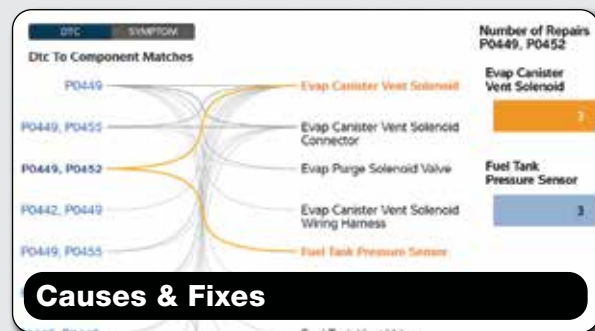 DTC SYMPTOM
Dtc To Component Matches
P0449
P0449, P0455
P0449, P0452
P0442, P0449
P0449, P0455
Evap Canister Vent Solenoid
Evap Canister Vent Solenoid
Connector
Evap Purge Solenoid Valve
Evap Canister Vent Solenoid
Wiring Harness
Fuel Tank Pressure Sensor
Number of Repairs
P0449, P0452
Evap Canister
Vent Solenoid
3
Fuel Tank
Pressure Sensor
3
Causes & Fixes